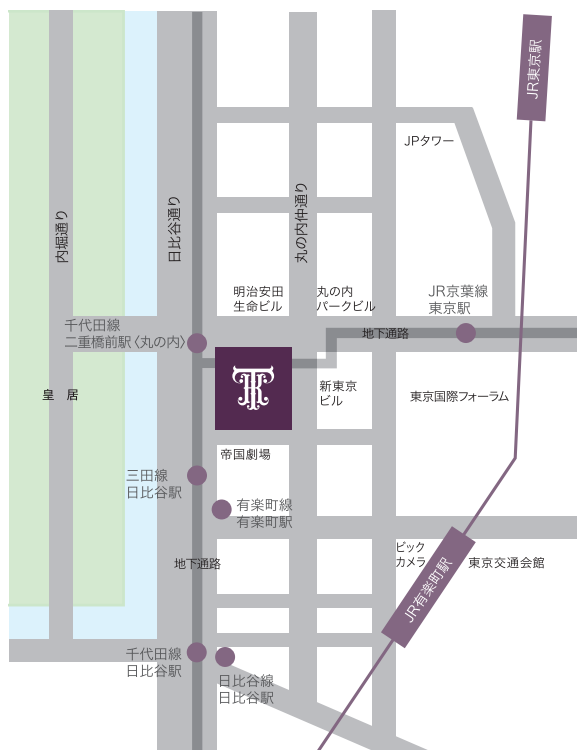 JR東京駅
JPタワー
内堀通り
日比谷通り
丸の内仲通り
明治安田
生命ビル
丸の内
パークビル
JR京葉線
東京駅
千代田線
二重橋前駅〈丸の内〉
地下通路
皇 居
新東京
ビル
東京国際フォーラム
帝国劇場
三田線
日比谷駅
有楽町線
有楽町駅
地下通路
ビック
カメラ
東京交通会館
JR有楽町駅
千代田線
日比谷駅
日比谷線
日比谷駅